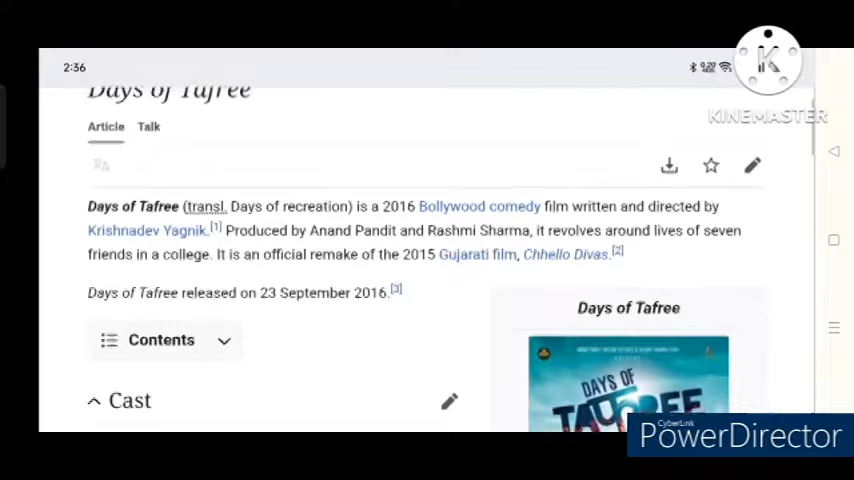 2:36
KINEMASTER
Days of Tafree
Article Talk
Days of Tafree (transl. Days of recreation) is a 2016 Bollywood comedy film written and directed by
Krishnadev Yagnik.[1] Produced by Anand Pandit and Rashmi Sharma, it revolves around lives of seven
friends in a college. It is an official remake of the 2015 Gujarati film, Chhello Divas.[2]
Days of Tafree released on 23 September 2016.[3]
Days of Tafree
Contents
DAYS OF
TAFREE
Cast
CyberLink
PowerDirector